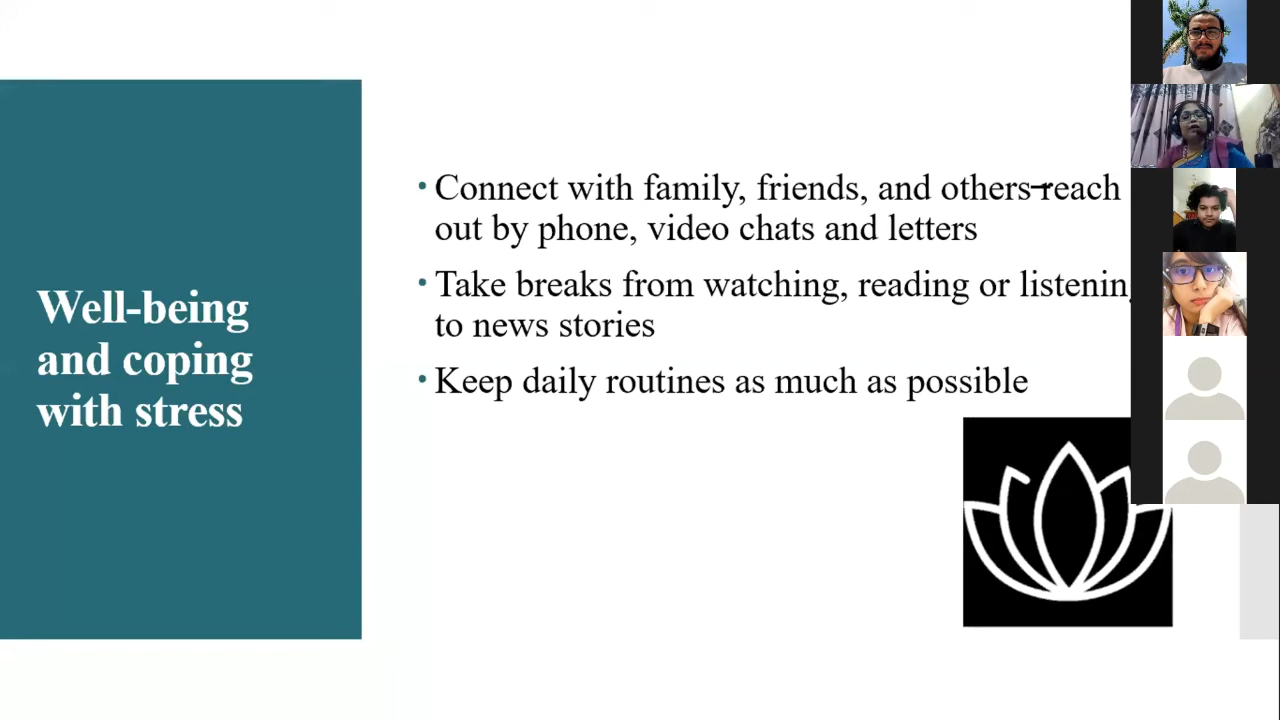 Well-being
and coping
with stress
• Connect with family, friends, and others–reach
out by phone, video chats and letters
• Take breaks from watching, reading or listening
to news stories
• Keep daily routines as much as possible